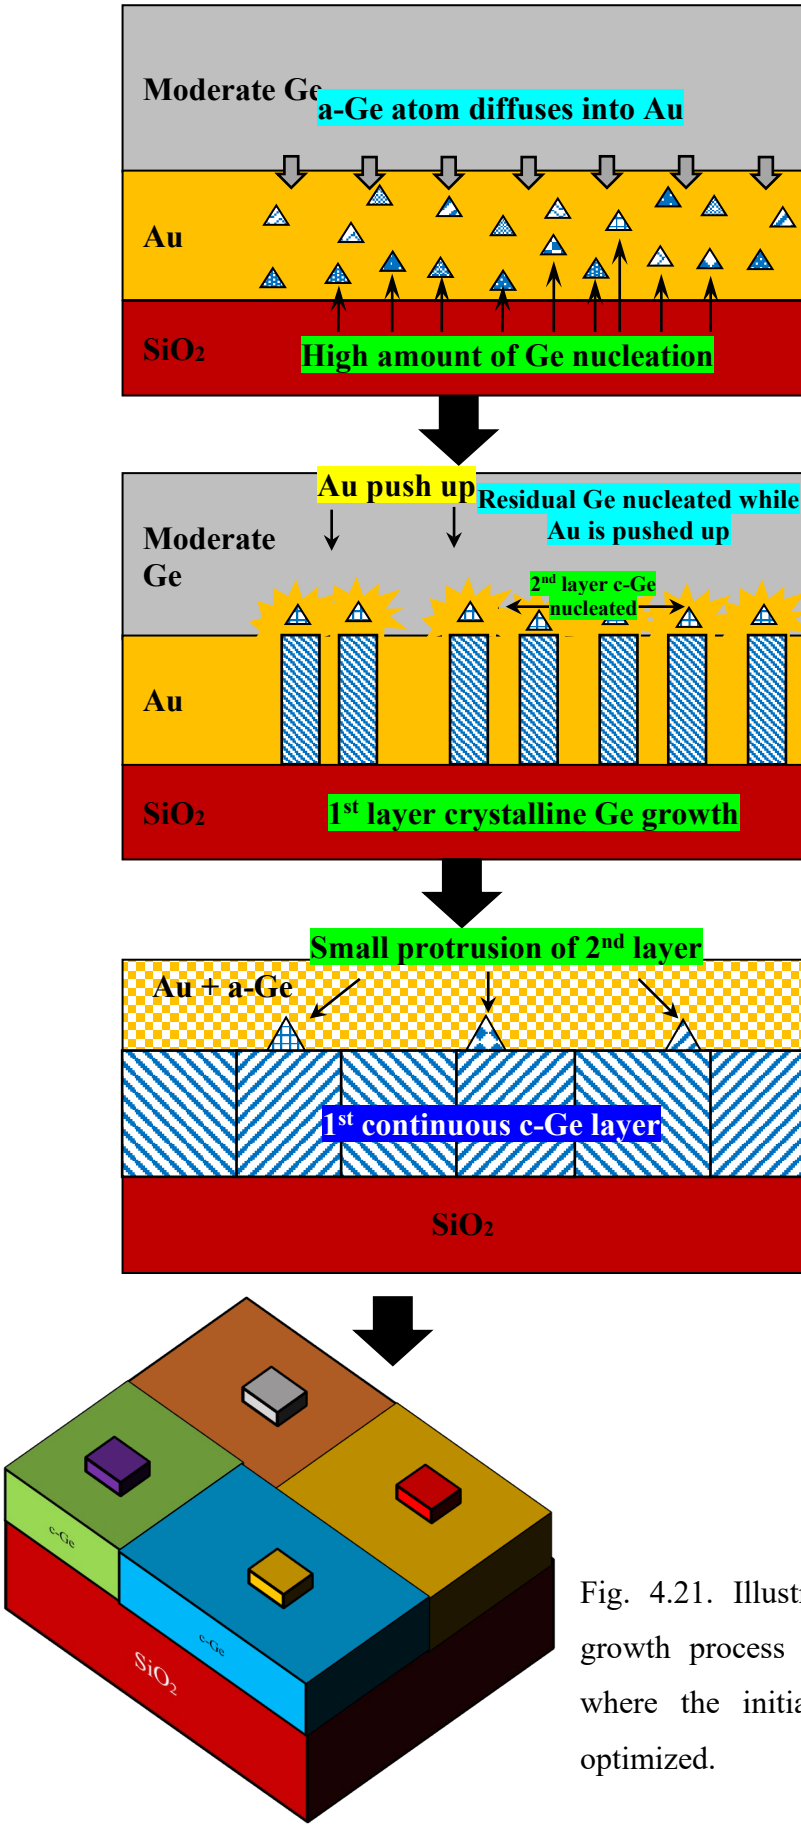 Moderate Ge
a-Ge atom diffuses into Au
Au
SiO₂
High amount of Ge nucleation
Au push up
Residual Ge nucleated while
Au is pushed up
Moderate
Ge
2nd layer c-Ge
nucleated
Au
SiO₂
1st layer crystalline Ge growth
Small protrusion of 2nd layer
Au + a-Ge
1st continuous c-Ge layer
SiO₂
c-Ge
c-Ge
SiO₂
Fig. 4.21. Illustr
growth process
where the initia
optimized.